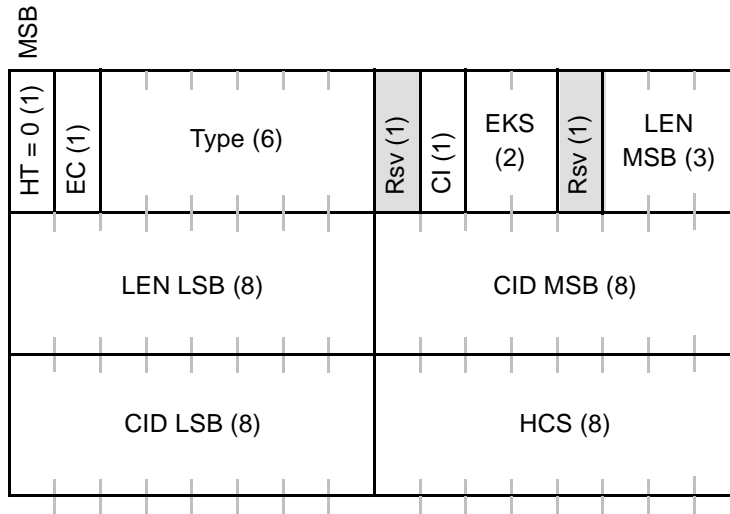 MSB
HT = 0 (1)
EC (1)
Type (6)
Rsv (1)
CI (1)
EKS
(2)
Rsv (1)
LEN
MSB (3)
LEN LSB (8)
CID MSB (8)
CID LSB (8)
HCS (8)